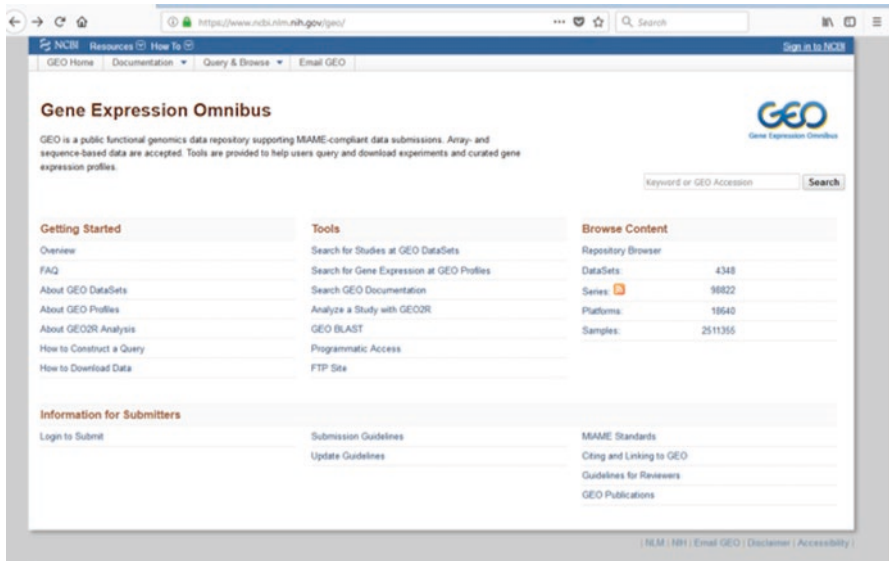 https://www.ncbi.nlm.nih.gov/geo/
Search
NCBI Resources How To Sign in to NCBI
GEO Home Documentation Query & Browse Email GEO
Gene Expression Omnibus
GEO is a public functional genomics data repository supporting MIAME-compliant data submissions. Array- and
sequence-based data are accepted. Tools are provided to help users query and download experiments and curated gene
expression profiles.
GEO
Gene Expression Omnibus
Keyword or GEO Accession Search
Getting Started
Overview
FAQ
About GEO DataSets
About GEO Profiles
About GEO2R Analysis
How to Construct a Query
How to Download Data
Tools
Search for Studies at GEO DataSets
Search for Gene Expression at GEO Profiles
Search GEO Documentation
Analyze a Study with GEO2R
GEO BLAST
Programmatic Access
FTP Site
Browse Content
Repository Browser
DataSets: 4348
Series: 98822
Platforms: 18640
Samples: 2511355
Information for Submitters
Login to Submit
Submission Guidelines
Update Guidelines
MIAME Standards
Citing and Linking to GEO
Guidelines for Reviewers
GEO Publications
| NLM | NIH | Email GEO | Disclaimer | Accessibility |